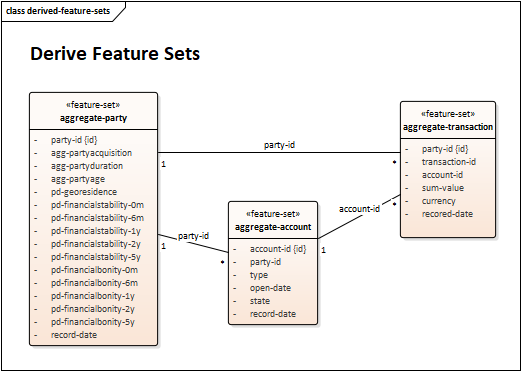 class derived-feature-sets
Derive Feature Sets
«feature-set»
aggregate-party
- party-id {id}
- agg-partyacquisition
- agg-partyduration
- agg-partyage
- pd-georesidence
- pd-financialstability-0m
- pd-financialstability-6m
- pd-financialstability-1y
- pd-financialstability-2y
- pd-financialstability-5y
- pd-financialbonity-0m
- pd-financialbonity-6m
- pd-financialbonity-1y
- pd-financialbonity-2y
- pd-financialbonity-5y
- record-date
party-id
1
*
party-id
1
*
«feature-set»
aggregate-account
- account-id {id}
- party-id
- type
- open-date
- state
- record-date
account-id
1
*
«feature-set»
aggregate-transaction
- party-id {id}
- transaction-id
- account-id
- sum-value
- currency
- recored-date